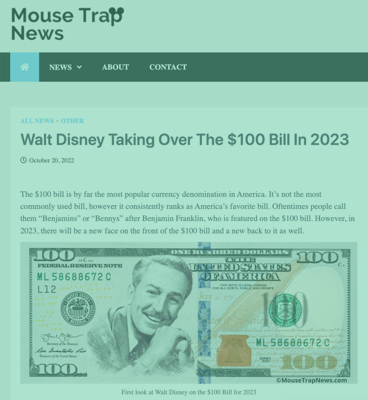 Mouse Trap
News
NEWS
ABOUT
CONTACT
ALL NEWS • OTHER
Walt Disney Taking Over The $100 Bill In 2023
October 20, 2022
The $100 bill is by far the most popular currency denomination in America. It’s not the
most commonly used bill, however it consistently ranks as America’s favorite bill. Oftentimes people call
them “Benjamins” or “Bennys” after Benjamin Franklin, who is featured on the $100 bill. However, in
2023, there will be a new face on the front of the $100 bill and a new back to it as well.
100
ONE HUNDRED DOLLARS
100
FEDERAL RESERVE NOTE
THE
UNITED STATES
OF AMERICA
ML 58688672 C
L12
ML 58688672 C
100
100
©MouseTrapNews.com
First look at Walt Disney on the $100 Bill for 2023